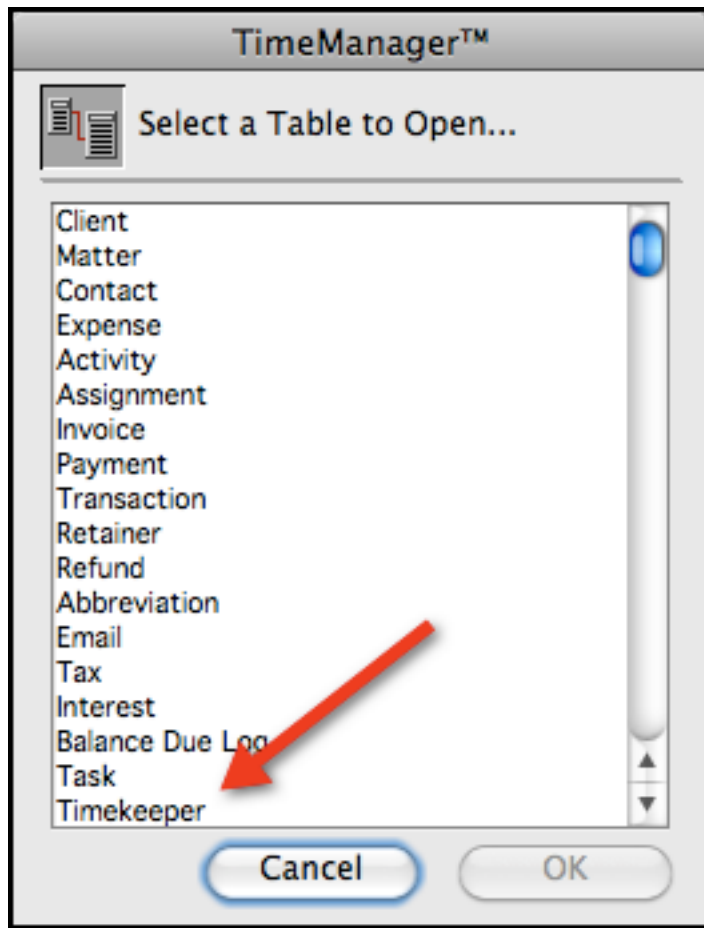 TimeManager™
Select a Table to Open...
Client
Matter
Contact
Expense
Activity
Assignment
Invoice
Payment
Transaction
Retainer
Refund
Abbreviation
Email
Tax
Interest
Balance Due Log
Task
Timekeeper
Cancel OK